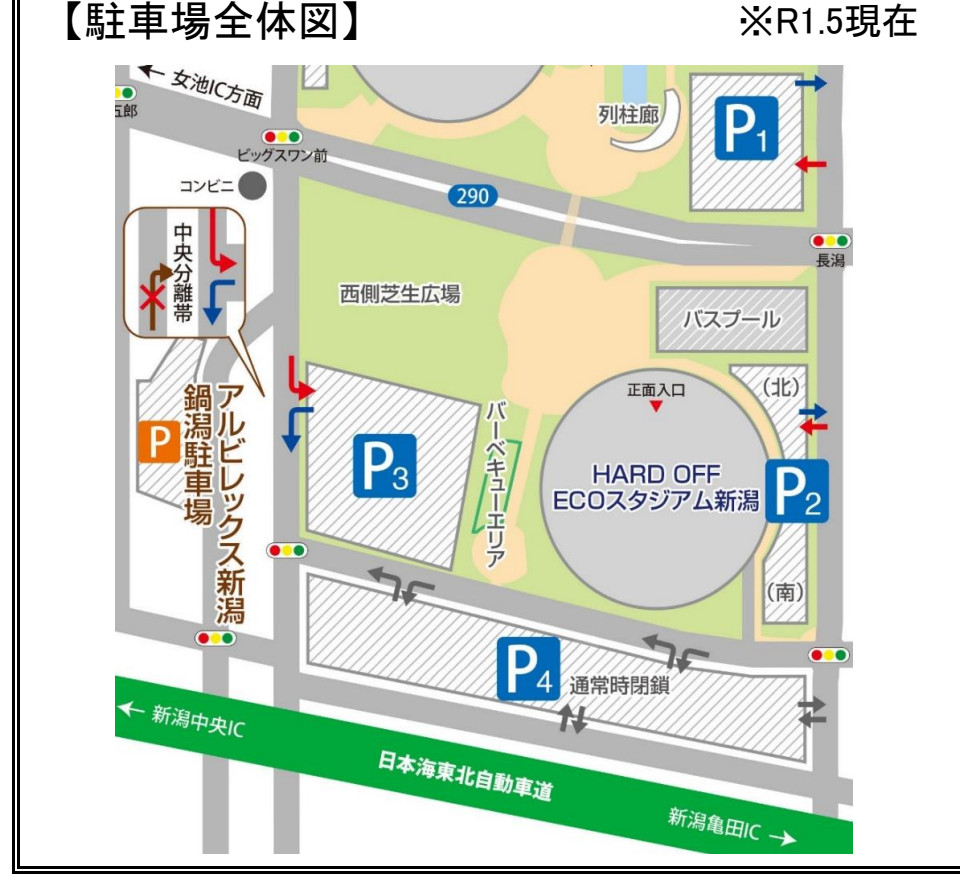 【駐車場全体図】
※R1.5現在
← 女池IC方面
五郎
ビッグスワン前
コンビニ
列柱廊
P1
290
長潟
中央分離帯
西側芝生広場
バスプール
正面入口
(北)
HARD OFF
ECOスタジアム新潟
P2
(南)
P3
バーベキューエリア
P
アルビレックス新潟
鍋潟駐車場
P4
通常時閉鎖
← 新潟中央IC
日本海東北自動車道
新潟亀田IC →